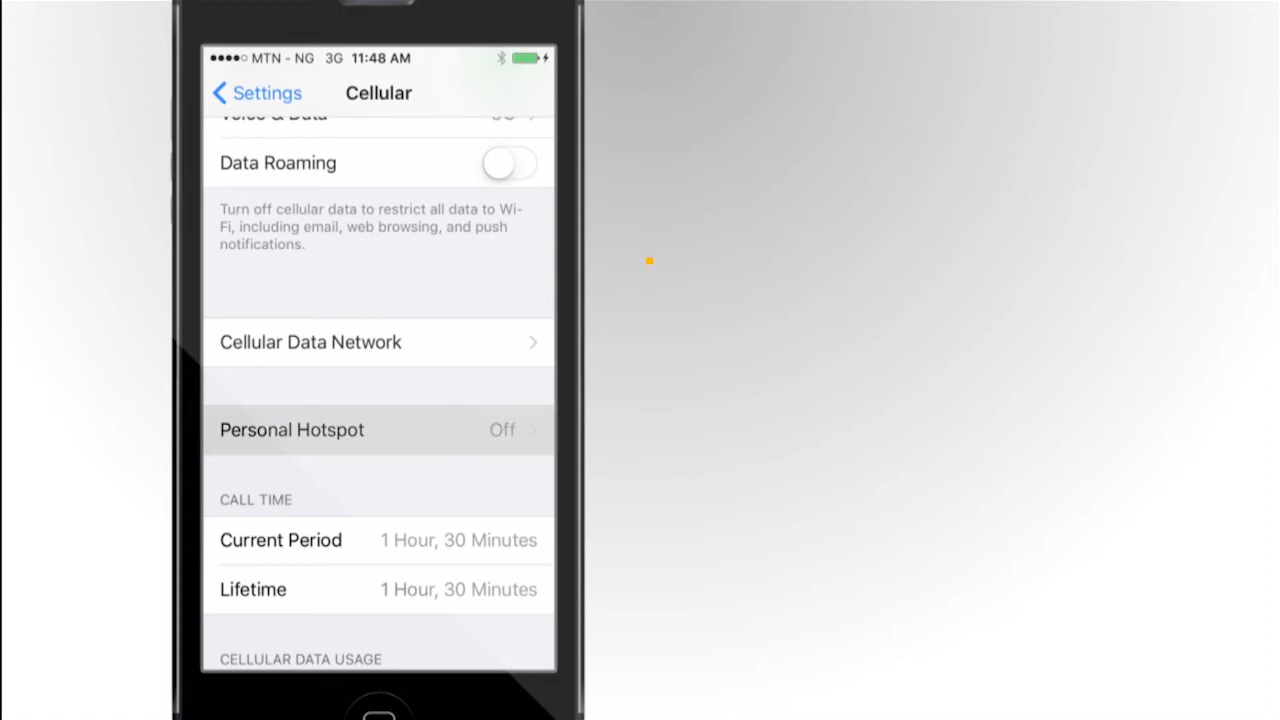 MTN - NG 3G 11:48 AM
Settings Cellular
Data Roaming
Turn off cellular data to restrict all data to Wi-
Fi, including email, web browsing, and push
notifications.
Cellular Data Network
Personal Hotspot Off
CALL TIME
Current Period 1 Hour, 30 Minutes
Lifetime 1 Hour, 30 Minutes
CELLULAR DATA USAGE